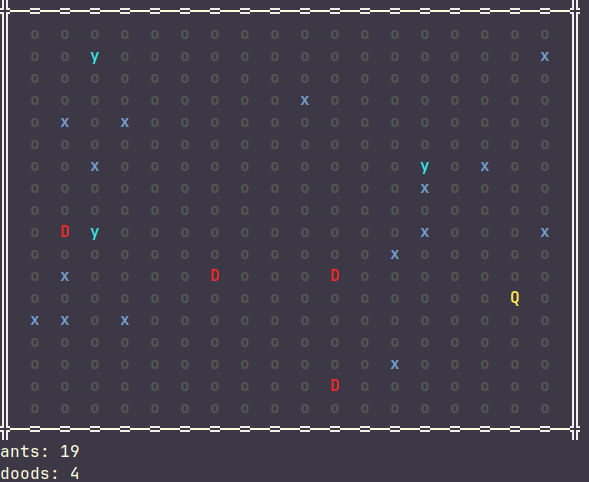 o o o o o o o o o o o o o o o o o o
o o y o o o o o o o o o o o o o o x
o o o o o o o o o o o o o o o o o o
o o o o o o o o o x o o o o o o o o
o x o x o o o o o o o o o o o o o o
o o o o o o o o o o o o o o o o o o
o o x o o o o o o o o o o y o x o o
o o o o o o o o o o o o o x o o o o
o o o o o o o o o o o o o o o o o o
o D y o o o o o o o o o o x o o o x
o o o o o o o o o o o o x o o o o o
o x o o o o D o o o D o o o o o o o
o o o o o o o o o o o o o o o o Q o
x x o x o o o o o o o o o o o o o o
o o o o o o o o o o o o o o o o o o
o o o o o o o o o o o o x o o o o o
o o o o o o o o o o D o o o o o o o
o o o o o o o o o o o o o o o o o o
ants: 19
doods: 4